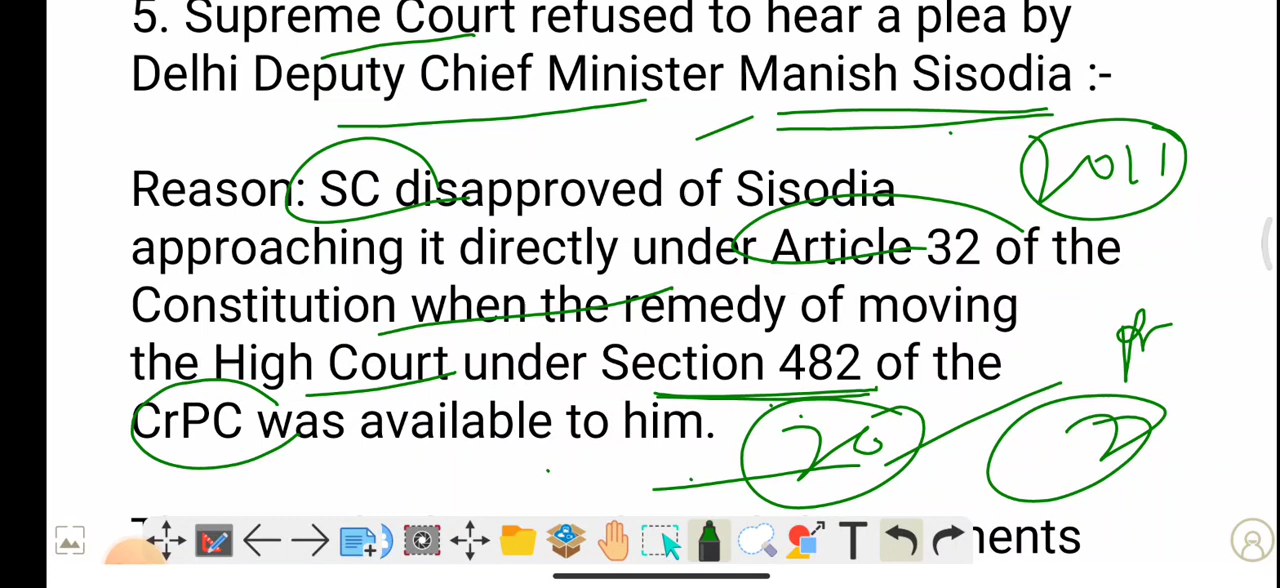 5. Supreme Court refused to hear a plea by
Delhi Deputy Chief Minister Manish Sisodia :-
2011
Reason: SC disapproved of Sisodia
approaching it directly under Article 32 of the
Constitution when the remedy of moving
the High Court under Section 482 of the
CrPC was available to him.
20
T